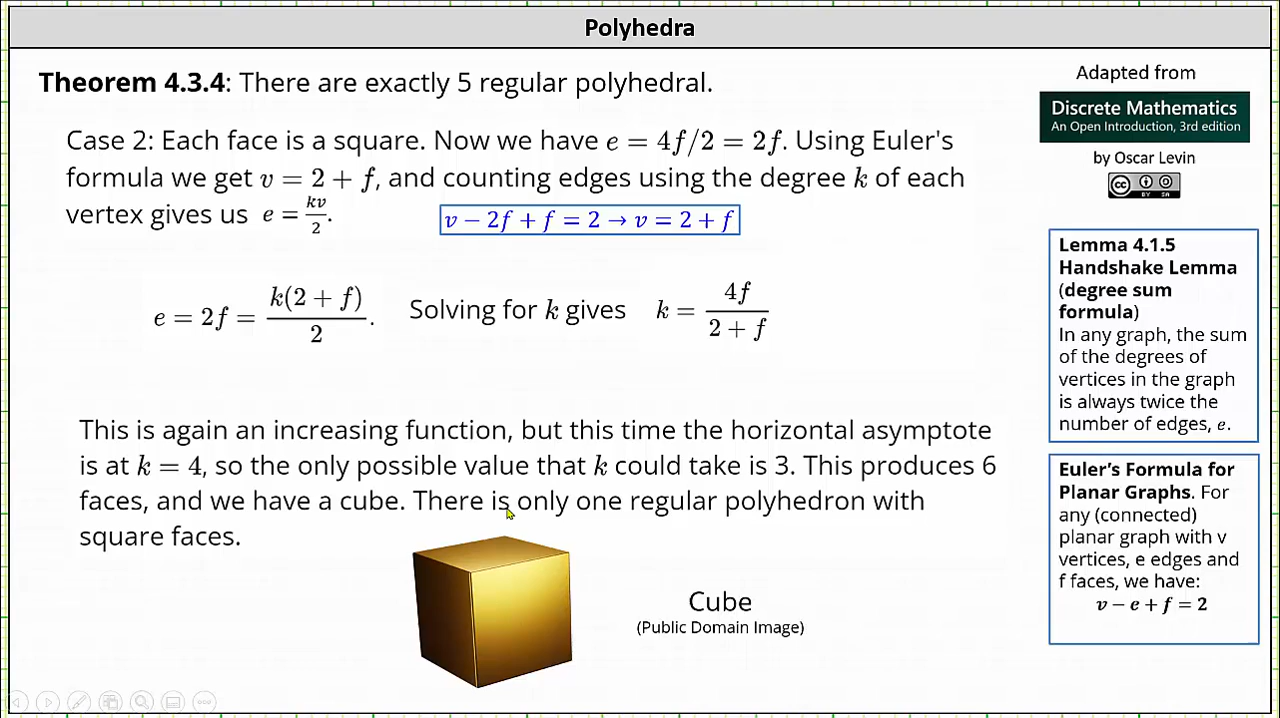 Polyhedra
Theorem 4.3.4: There are exactly 5 regular polyhedral.
Case 2: Each face is a square. Now we have e = 4f/2 = 2f. Using Euler's
formula we get v = 2 + f, and counting edges using the degree k of each
vertex gives us e = kv/2.
v − 2f + f = 2 → v = 2 + f
e = 2f = k(2 + f)/2. Solving for k gives k = 4f/(2 + f)
This is again an increasing function, but this time the horizontal asymptote
is at k = 4, so the only possible value that k could take is 3. This produces 6
faces, and we have a cube. There is only one regular polyhedron with
square faces.
Cube
(Public Domain Image)
Adapted from
Discrete Mathematics
An Open Introduction, 3rd edition
by Oscar Levin
cc BY SA
Lemma 4.1.5
Handshake Lemma
(degree sum
formula)
In any graph, the sum
of the degrees of
vertices in the graph
is always twice the
number of edges, e.
Euler's Formula for
Planar Graphs. For
any (connected)
planar graph with v
vertices, e edges and
f faces, we have:
v − e + f = 2